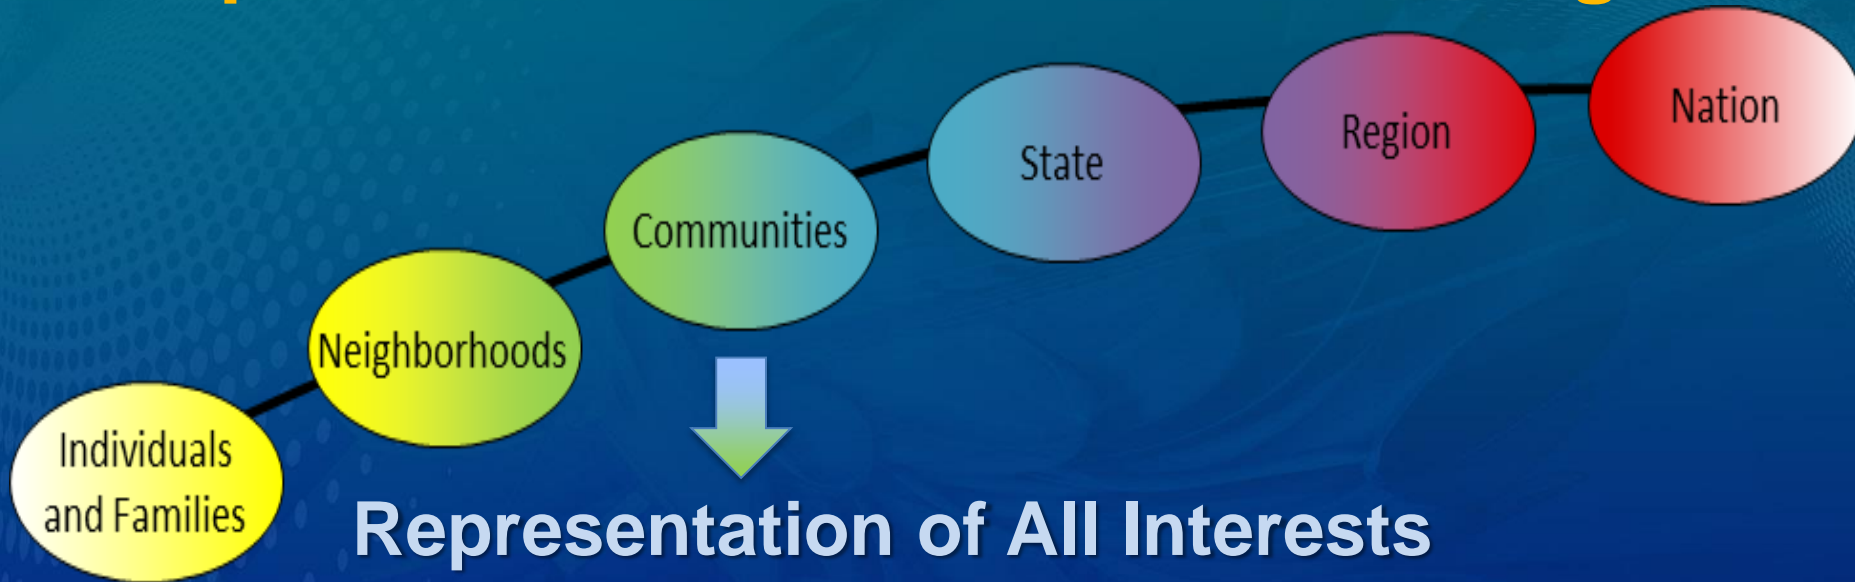 Nation
Region
State
Communities
Neighborhoods
Individuals
and Families
Representation of All Interests